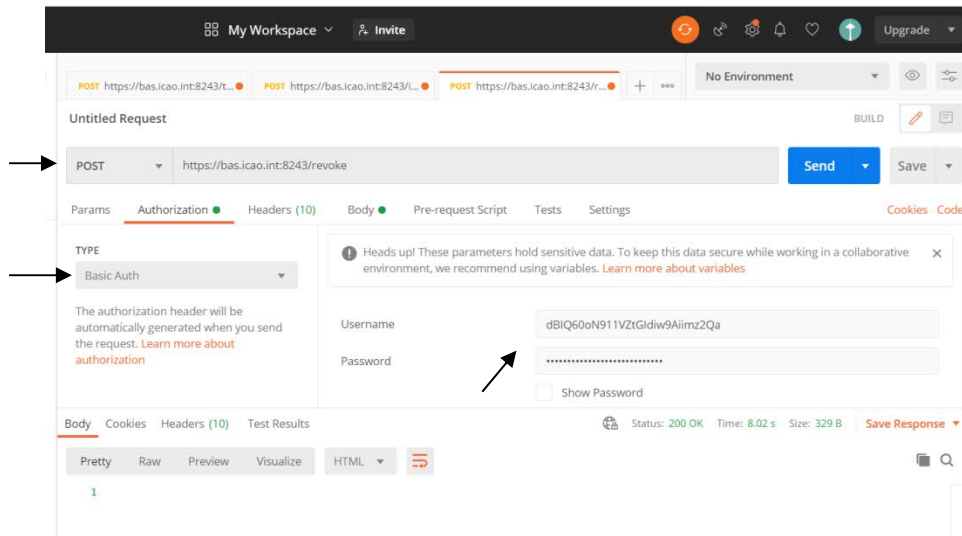 My Workspace Invite Upgrade
POST https://bas.icao.int:8243/t... POST https://bas.icao.int:8243/i... POST https://bas.icao.int:8243/r... + No Environment
Untitled Request BUILD
POST https://bas.icao.int:8243/revoke Send Save
Params Authorization Headers (10) Body Pre-request Script Tests Settings Cookies Code
TYPE
Basic Auth
The authorization header will be
automatically generated when you send
the request. Learn more about
authorization
Heads up! These parameters hold sensitive data. To keep this data secure while working in a collaborative
environment, we recommend using variables. Learn more about variables
Username dBIQ60oN911VZtGIdiw9Aiimz2Qa
Password ••••••••••••••••••••••••••••
Show Password
Body Cookies Headers (10) Test Results Status: 200 OK Time: 8.02 s Size: 329 B Save Response
Pretty Raw Preview Visualize HTML
1